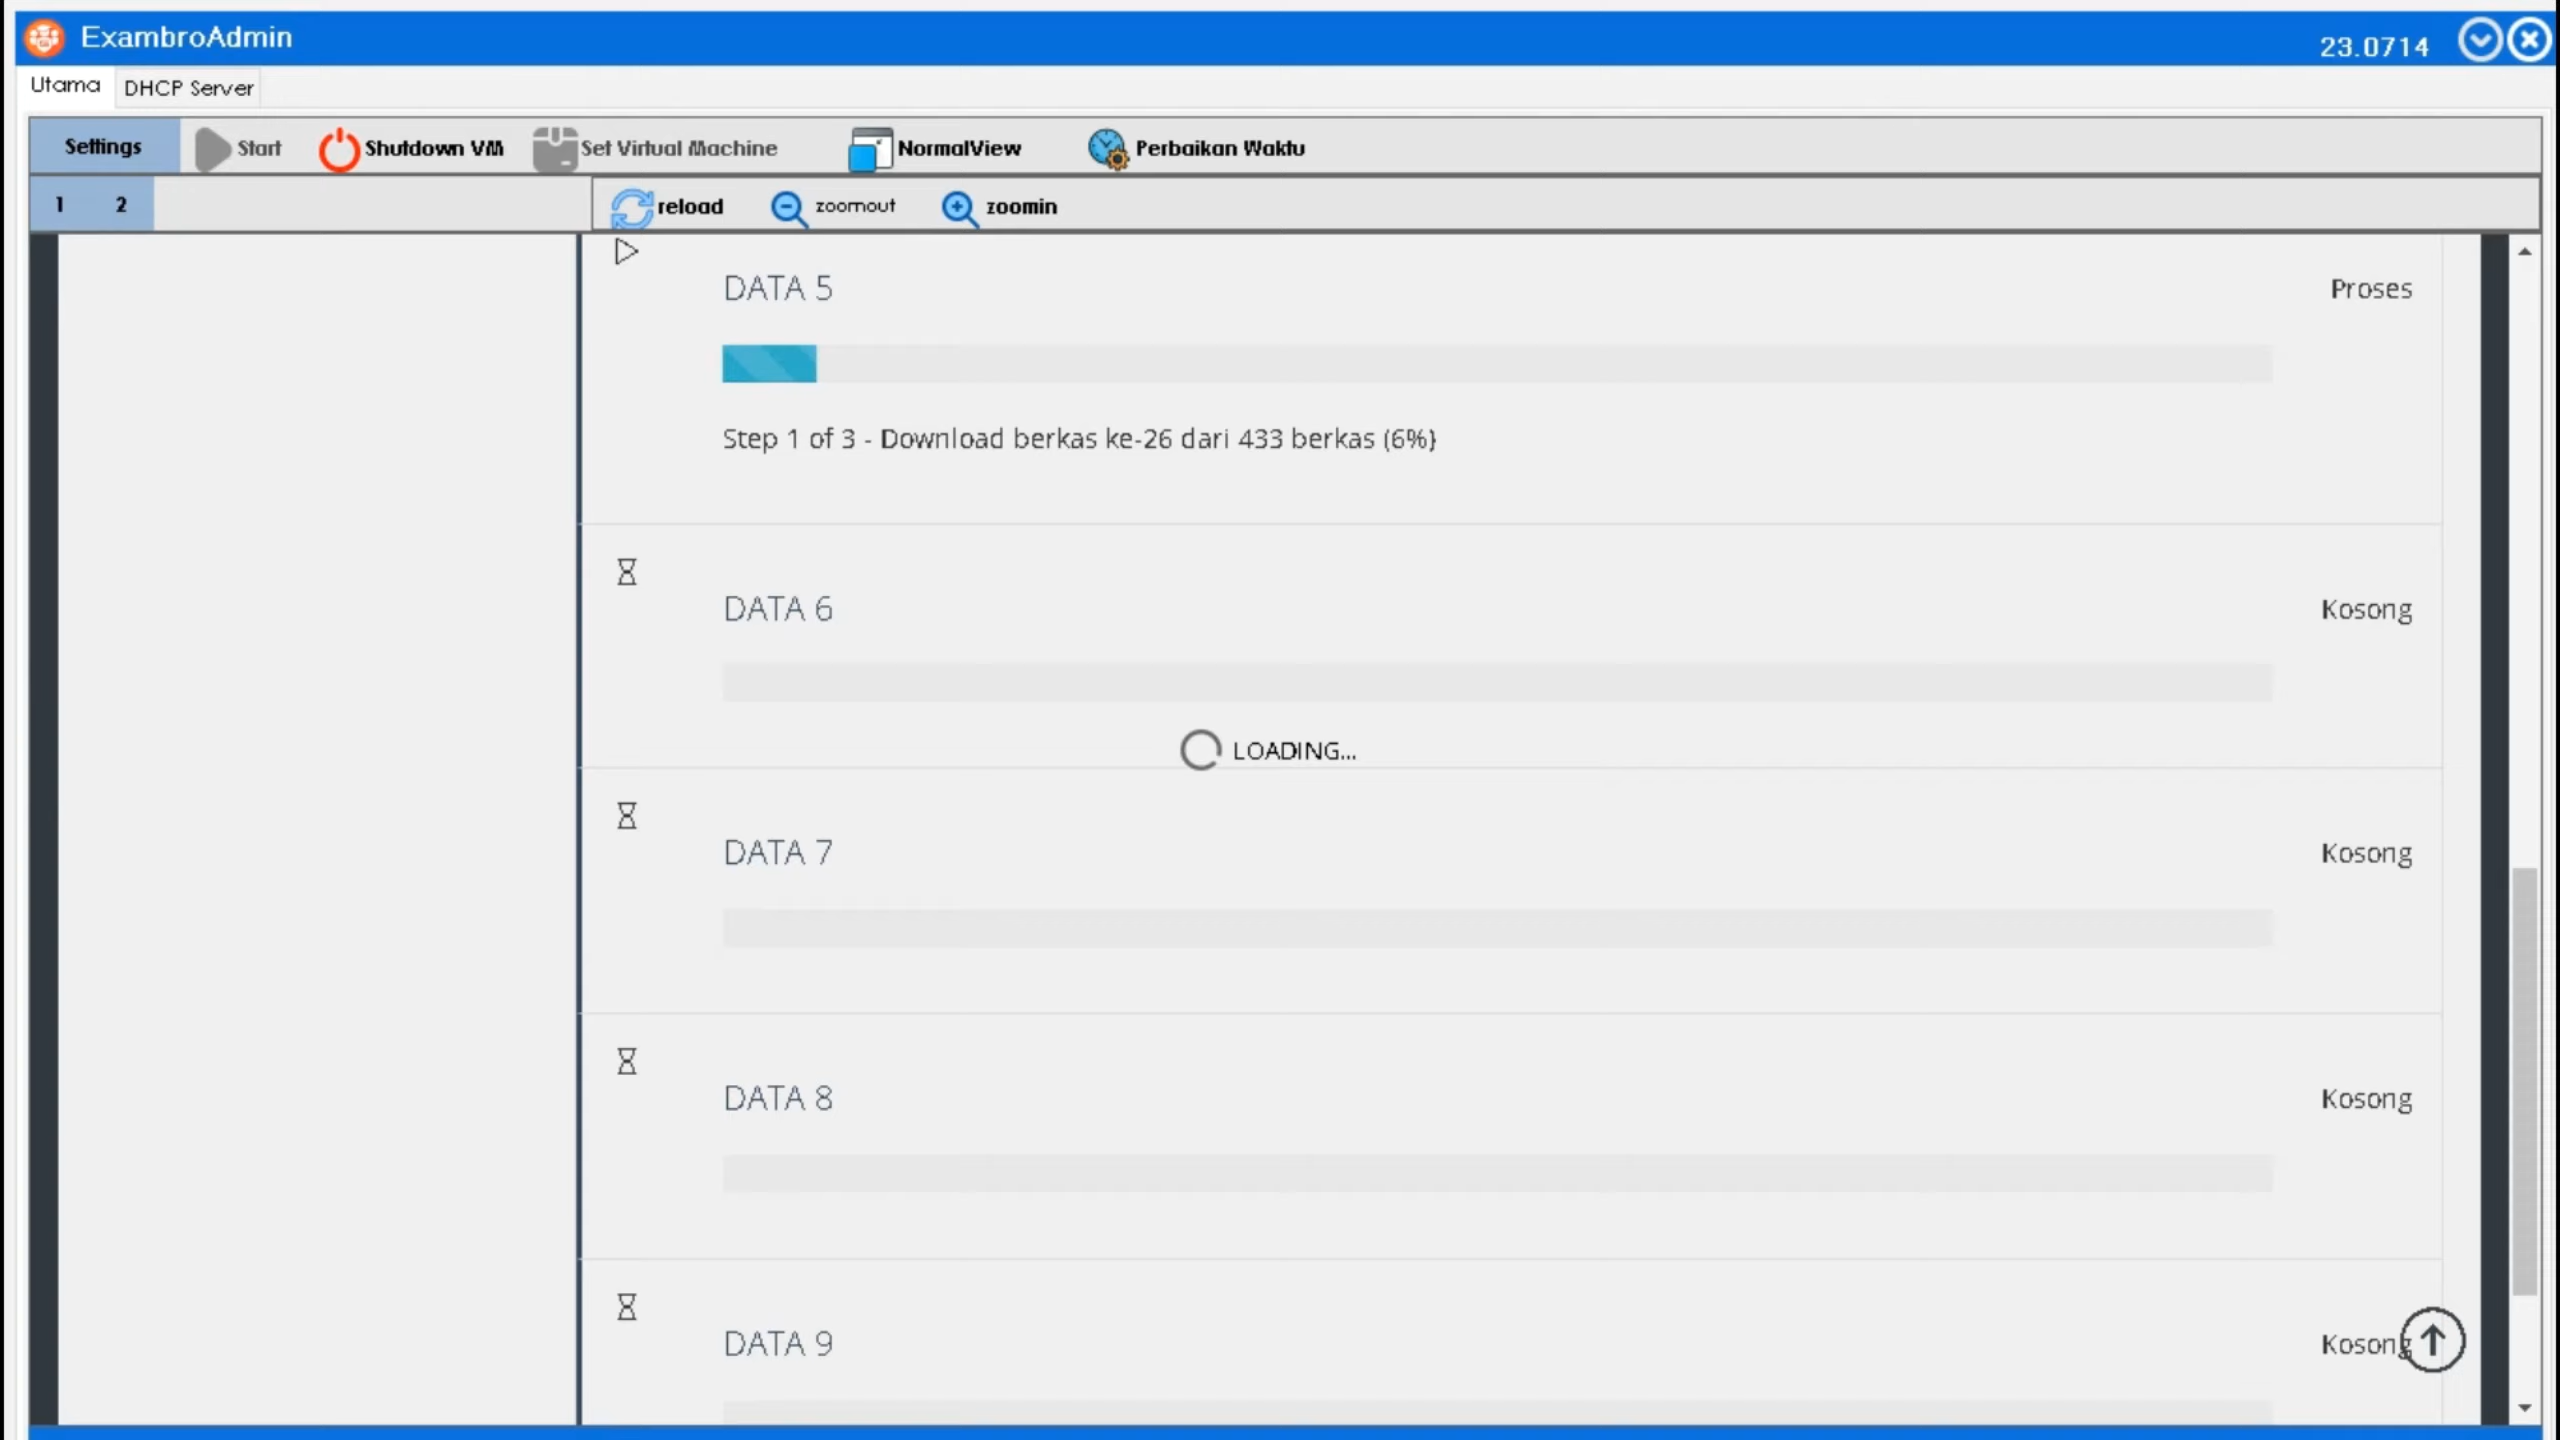 ExambroAdmin
23.0714
Utama
DHCP Server
Settings
Start
Shutdown VM
Set Virtual Machine
NormalView
Perbaikan Waktu
1
2
reload
zoomout
zoomin
DATA 5
Proses
Step 1 of 3 - Download berkas ke-26 dari 433 berkas (6%)
DATA 6
Kosong
LOADING...
DATA 7
Kosong
DATA 8
Kosong
DATA 9
Kosong